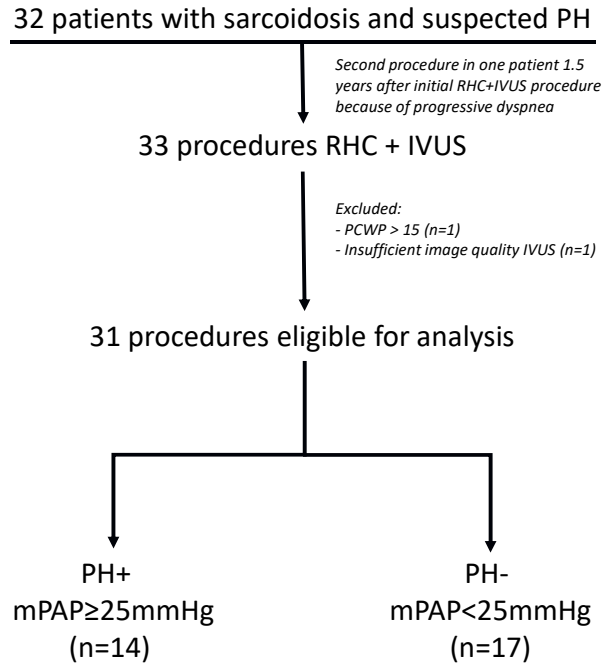 32 patients with sarcoidosis and suspected PH
Second procedure in one patient 1.5
years after initial RHC+IVUS procedure
because of progressive dyspnea
33 procedures RHC + IVUS
Excluded:
- PCWP > 15 (n=1)
- Insufficient image quality IVUS (n=1)
31 procedures eligible for analysis
PH+
mPAP≥25mmHg
(n=14)
PH-
mPAP<25mmHg
(n=17)